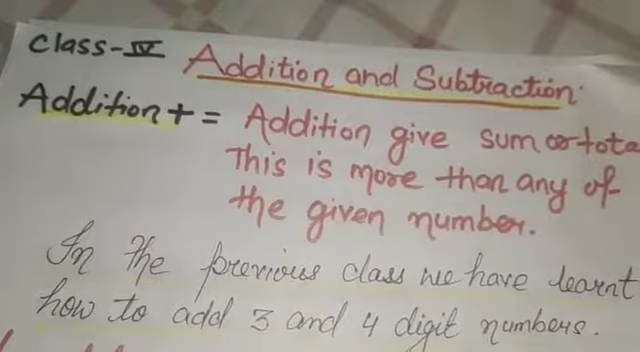 Class-IV Addition and Subtraction.
Addition + = Addition give sum or tota
This is more than any of
the given number.
In the previous class we have learnt
how to add 3 and 4 digit numbers.